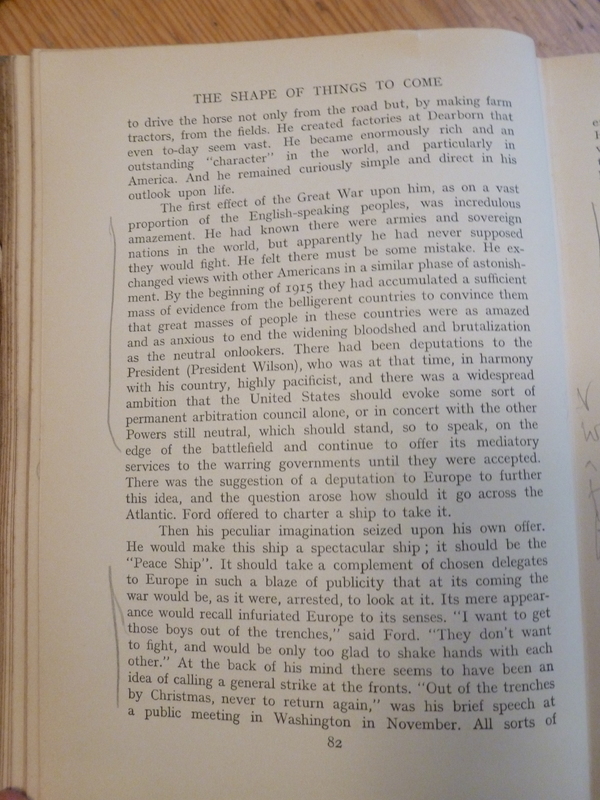 THE SHAPE OF THINGS TO COME
to drive the horse not only from the road but, by making farm
tractors, from the fields. He created factories at Dearborn that
even to-day seem vast. He became enormously rich and an
outstanding "character" in the world, and particularly in
America. And he remained curiously simple and direct in his
outlook upon life.
The first effect of the Great War upon him, as on a vast
proportion of the English-speaking peoples, was incredulous
amazement. He had known there were armies and sovereign
nations in the world, but apparently he had never supposed
they would fight. He felt there must be some mistake. He ex-
changed views with other Americans in a similar phase of astonish-
ment. By the beginning of 1915 they had accumulated a sufficient
mass of evidence from the belligerent countries to convince them
that great masses of people in these countries were as amazed
and as anxious to end the widening bloodshed and brutalization
as the neutral onlookers. There had been deputations to the
President (President Wilson), who was at that time, in harmony
with his country, highly pacificist, and there was a widespread
ambition that the United States should evoke some sort of
permanent arbitration council alone, or in concert with the other
Powers still neutral, which should stand, so to speak, on the
edge of the battlefield and continue to offer its mediatory
services to the warring governments until they were accepted.
There was the suggestion of a deputation to Europe to further
this idea, and the question arose how should it go across the
Atlantic. Ford offered to charter a ship to take it.
Then his peculiar imagination seized upon his own offer.
He would make this ship a spectacular ship; it should be the
"Peace Ship". It should take a complement of chosen delegates
to Europe in such a blaze of publicity that at its coming the
war would be, as it were, arrested, to look at it. Its mere appear-
ance would recall infuriated Europe to its senses. "I want to get
those boys out of the trenches," said Ford. "They don't want
to fight, and would be only too glad to shake hands with each
other." At the back of his mind there seems to have been an
idea of calling a general strike at the fronts. "Out of the trenches
by Christmas, never to return again," was his brief speech at
a public meeting in Washington in November. All sorts of
82